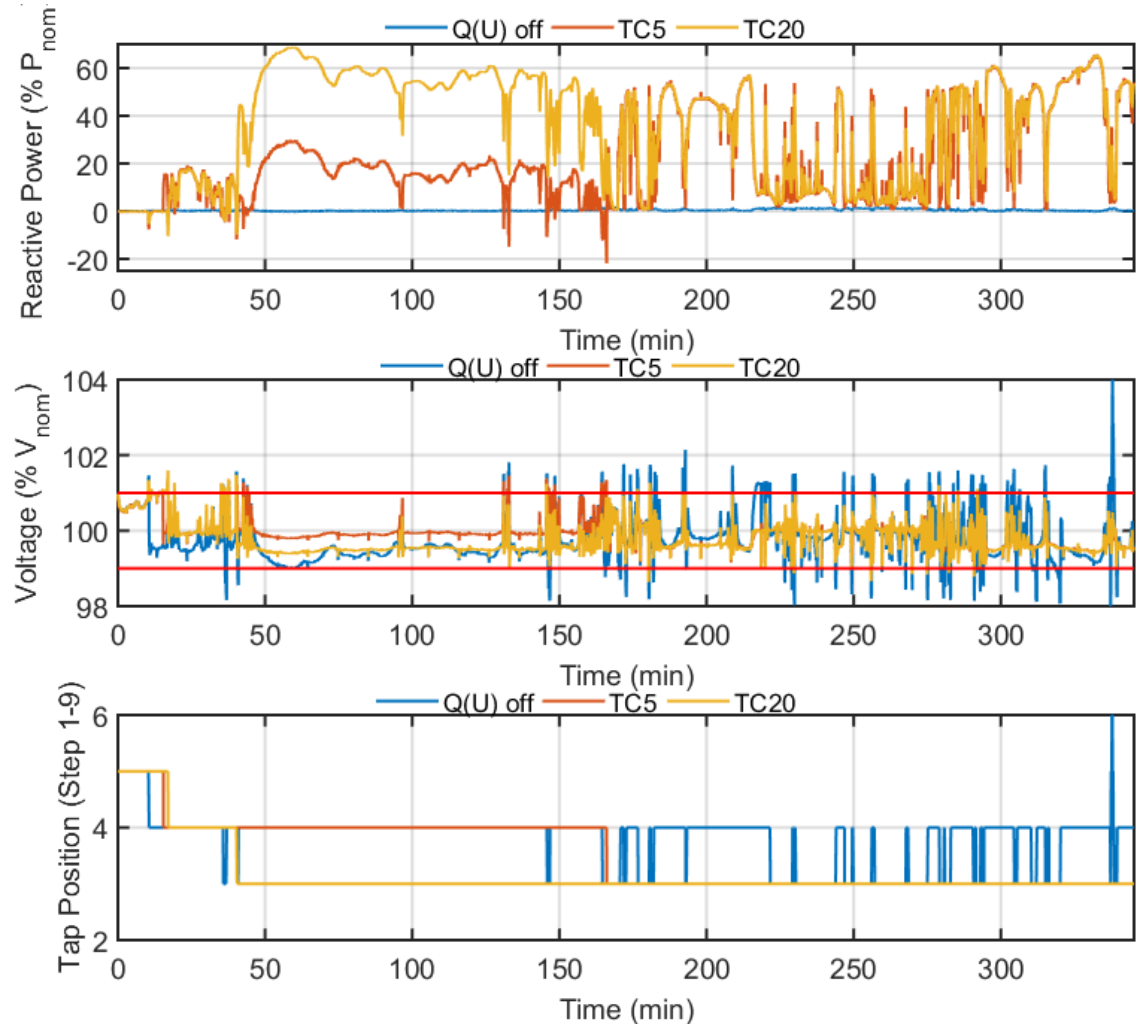 Q(U) off TC5 TC20
Reactive Power (% Pnom
60
40
20
0
-20
0 50 100 150 200 250 300
Time (min)
Q(U) off TC5 TC20
Voltage (% Vnom)
104
102
100
98
0 50 100 150 200 250 300
Time (min)
Q(U) off TC5 TC20
Tap Position (Step 1-9)
6
4
2
0 50 100 150 200 250 300
Time (min)